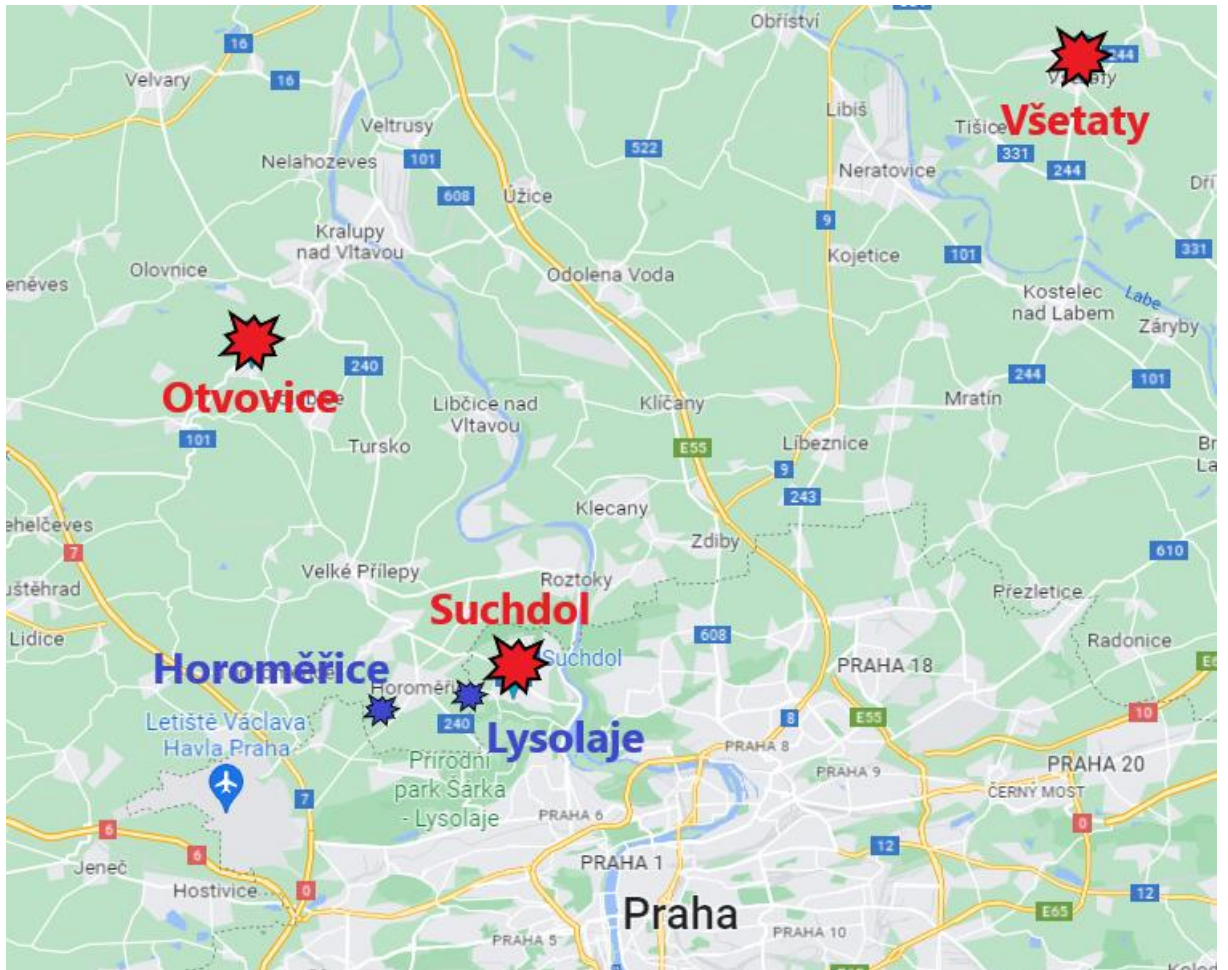 Obříství
16
Velvary
16
244
Všetaty
Libiš
Tišice
Všetaty
Veltrusy
522
331
Nelahozeves
101
Neratovice
244
608
Úžice
9
Kralupy
nad Vltavou
331
Olovnice
Odolena Voda
Kojetice
101
Kostelec
nad Labem
Labe
Záryby
240
244
101
Otvovice
Libčice nad
Vltavou
Klíčany
Mratín
101
Tursko
E55
Líbeznice
9
243
Klecany
7
Zdiby
610
Velké Přílepy
Roztoky
Přezletice
Suchdol
Lidice
608
Radonice
Suchdol
PRAHA 18
Horoměřice
Letiště Václava
Havla Praha
240
Lysolaje
8
E55
10
Přírodní
park Šárka
- Lysolaje
PRAHA 8
PRAHA 9
PRAHA 20
7
ČERNÝ MOST
6
PRAHA 6
0
6
12
Jeneč
PRAHA 1
Hostivice
0
12
Praha
E65
PRAHA 5
PRAHA 10